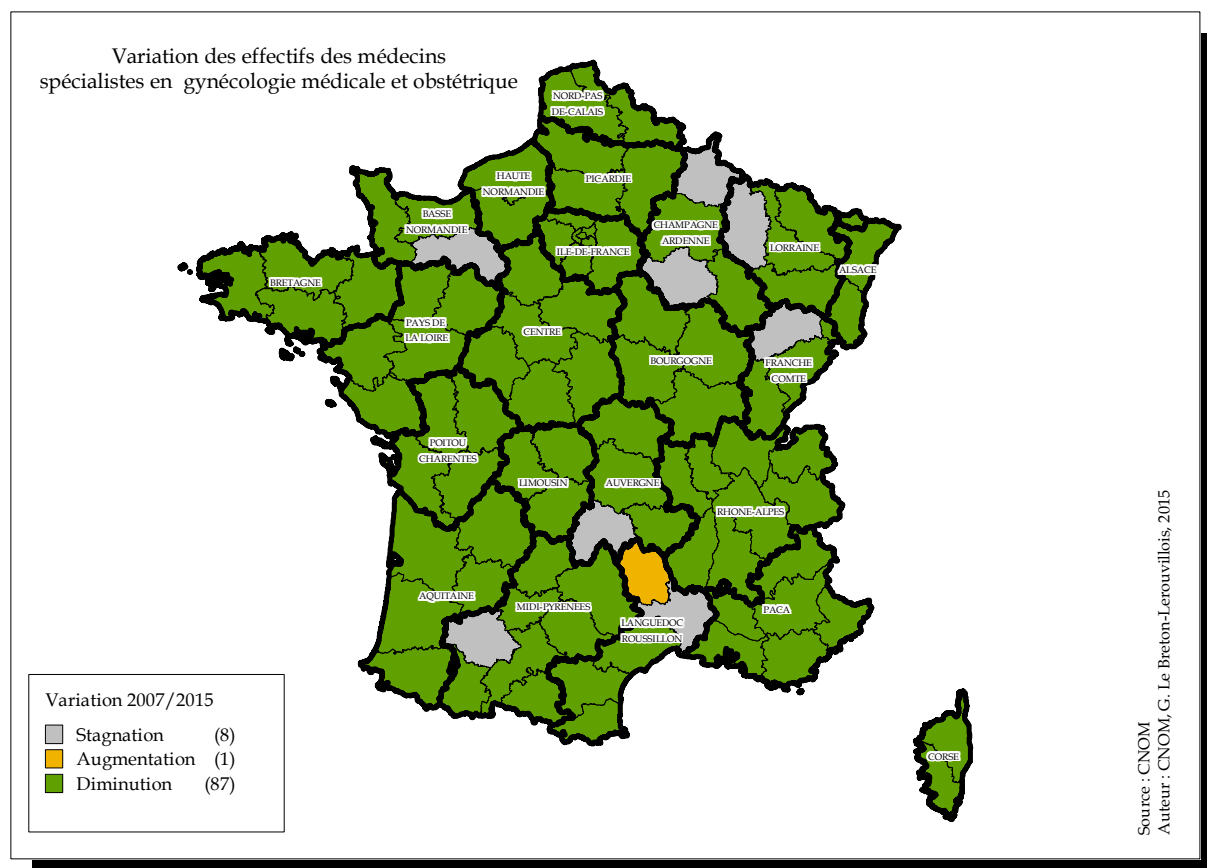 Variation des effectifs des médecins
spécialistes en  gynécologie médicale et obstétrique
NORD-PAS
DE-CALAIS
HAUTE
NORMANDIE
PICARDIE
BASSE
NORMANDIE
CHAMPAGNE
ARDENNE
ILE-DE-FRANCE
LORRAINE
ALSACE
BRETAGNE
PAYS DE
LA LOIRE
CENTRE
BOURGOGNE
FRANCHE
COMTE
POITOU
CHARENTES
LIMOUSIN
AUVERGNE
RHONE-ALPES
AQUITAINE
MIDI-PYRENEES
LANGUEDOC
ROUSSILLON
PACA
CORSE
Variation 2007/2015
Stagnation (8)
Augmentation (1)
Diminution (87)
Source : CNOM
Auteur : CNOM, G. Le Breton-Lerouvillois, 2015